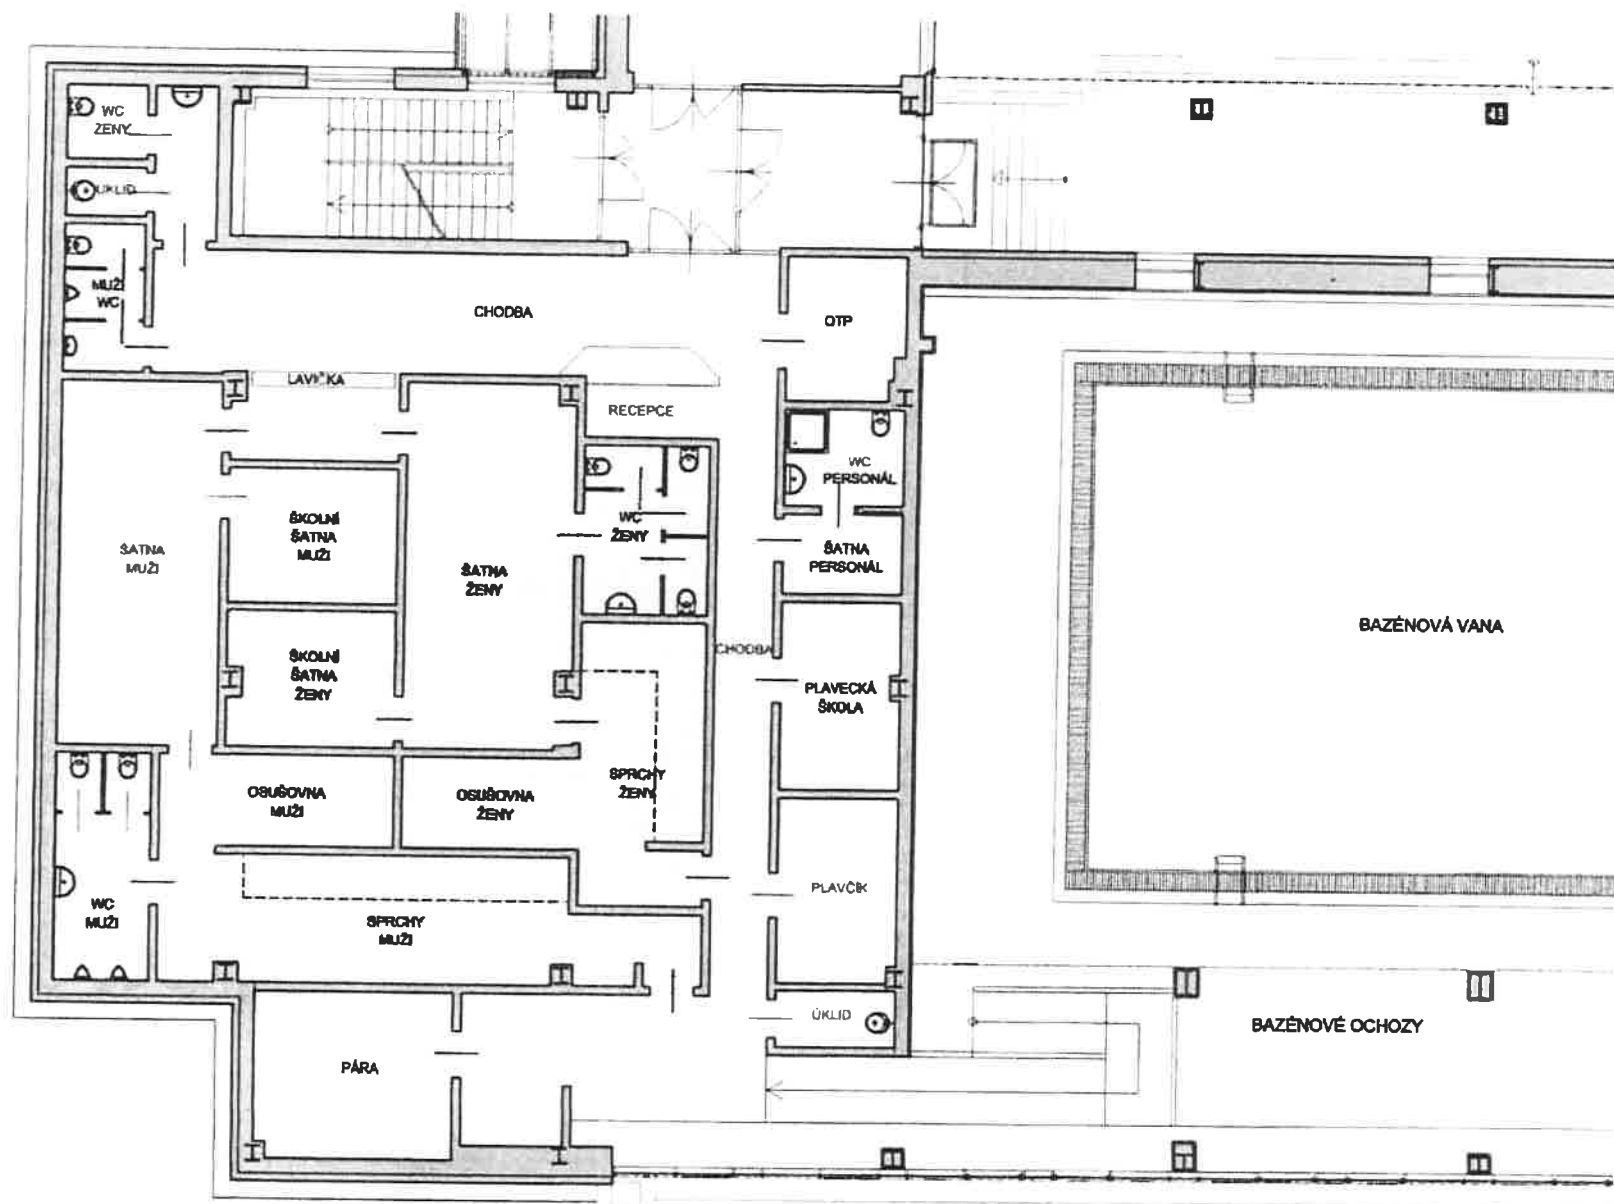 WC
ŽENY
ÚKLID
MUŽI
WC
CHODBA
OTP
LAVIČKA
RECEPCE
WC
PERSONÁL
ŠKOLNÍ
ŠATNA
MUŽI
WC
ŽENY
ŠATNA
MUŽI
ŠATNA
ŽENY
ŠATNA
PERSONÁL
BAZÉNOVÁ VANA
ŠKOLNÍ
ŠATNA
ŽENY
CHODBA
PLAVECKÁ
ŠKOLA
OSUŠOVNA
MUŽI
OSUŠOVNA
ŽENY
SPRCHY
ŽENY
PLAVČÍK
WC
MUŽI
SPRCHY
MUŽI
ÚKLID
BAZÉNOVÉ OCHOZY
PÁRA